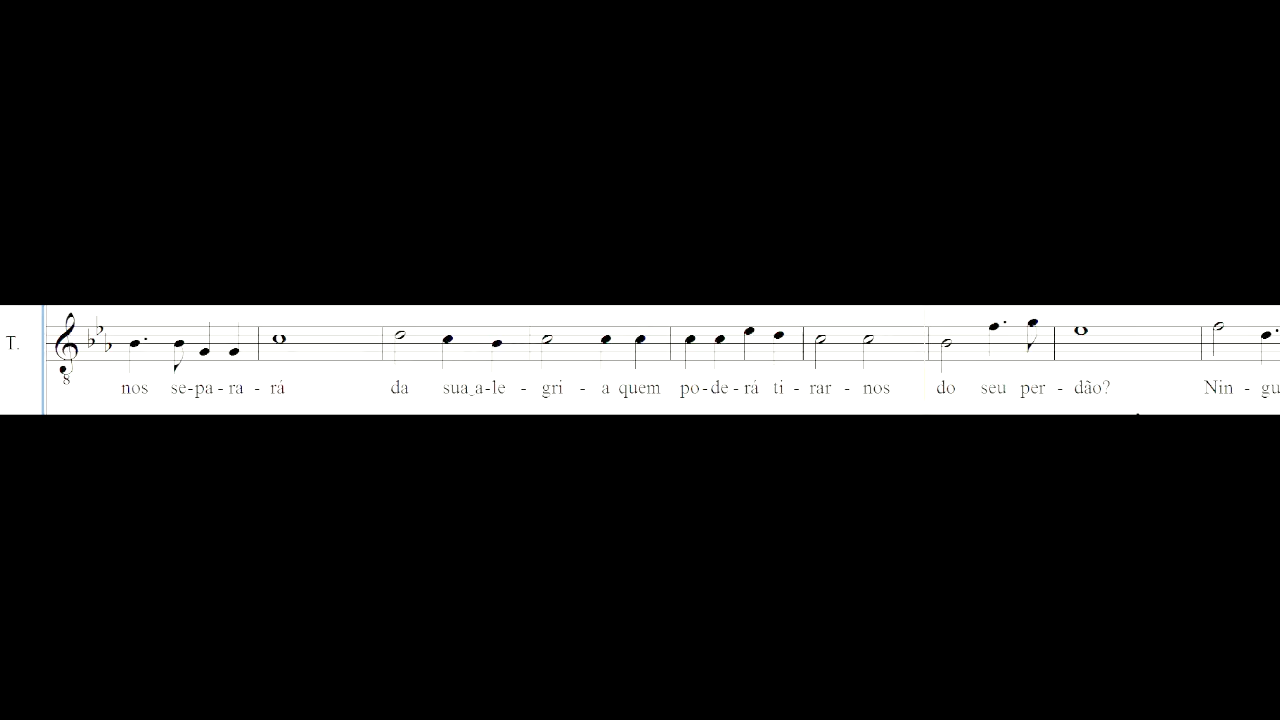 T.
8
nos se-pa-ra-rá da sua_a-le-gri-a quem po-de-rá ti-rar-nos do seu per-dão? Nin-gu